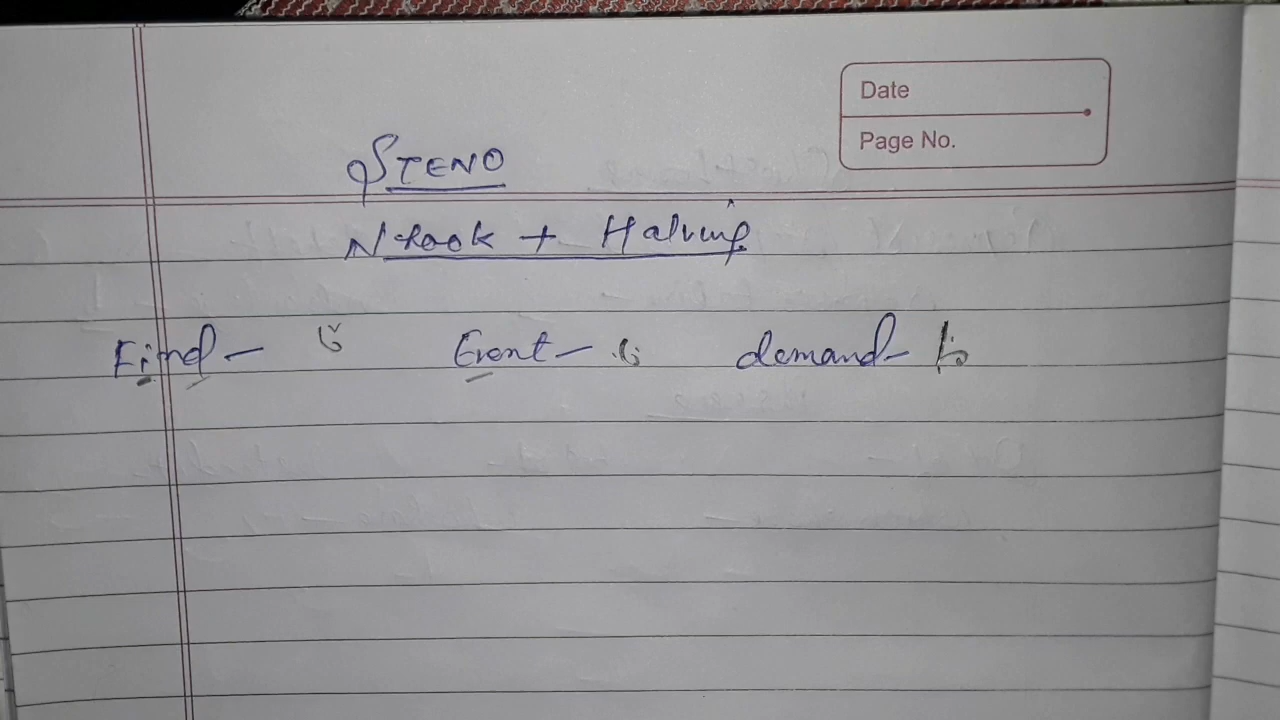 Date
Page No.
STENO
N-hook + Halving
Find - Event - demand -